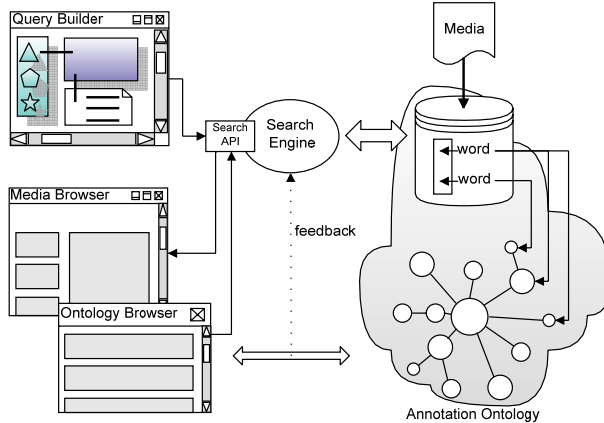 Query Builder
Media
Search
API
Search
Engine
word
word
Media Browser
feedback
Ontology Browser
Annotation Ontology